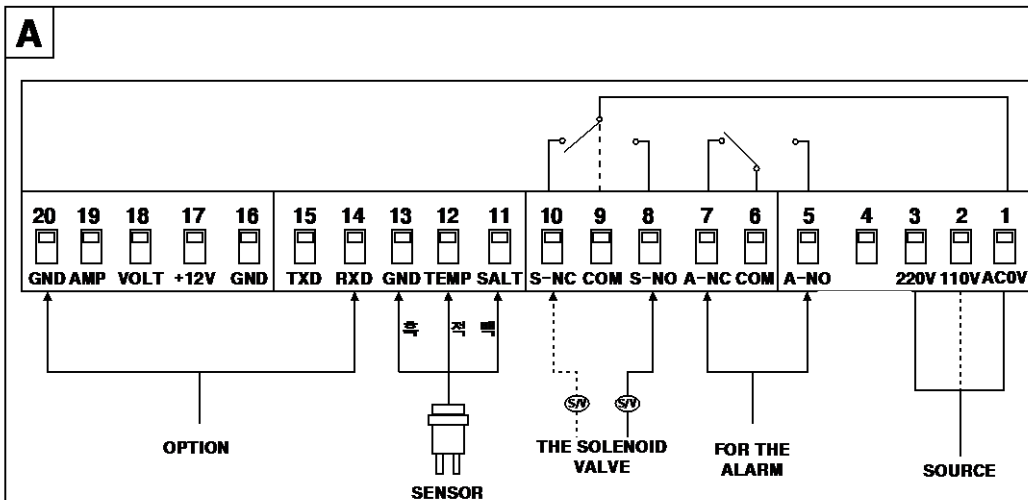 A
20 19 18 17 16 15 14 13 12 11 10 9 8 7 6 5 4 3 2 1
GND AMP VOLT +12V GND TXD RXD GND TEMP SALT S-NC COM S-NO A-NC COM A-NO 220V 110V AC0V
흑 적 백
S/V S/V
OPTION
SENSOR
THE SOLENOID
VALVE
FOR THE
ALARM
SOURCE